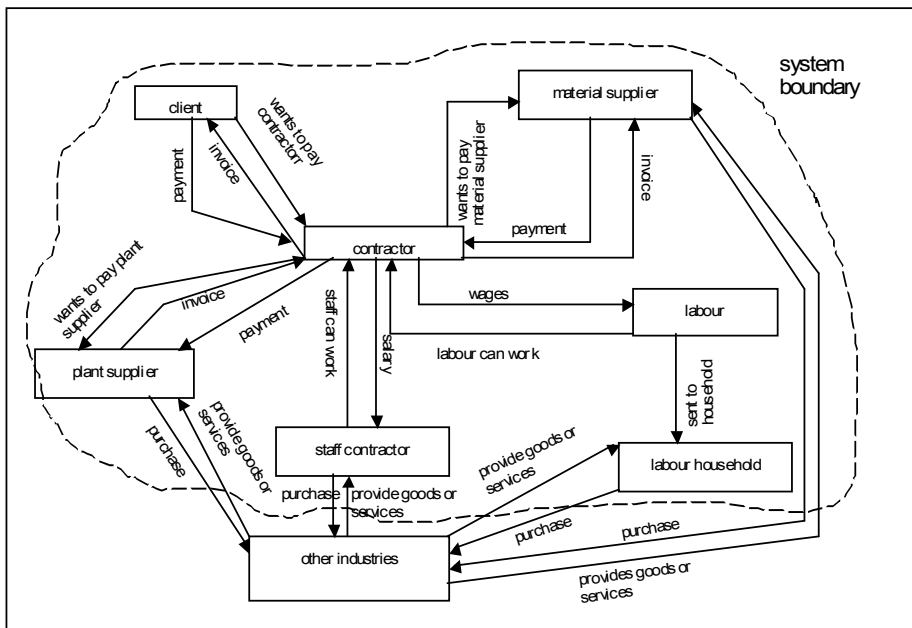 system
boundary
client
material supplier
wants to pay
contractorr
payment
invoice
wants to pay
material supplier
invoice
payment
contractor
wants to pay plant
supplier
invoice
payment
staff can work
salary
wages
labour can work
labour
plant supplier
sent to
household
provide goods or
services
purchase
staff contractor
labour household
provide goods or
services
purchase
provide goods or
services
purchase
purchase
other industries
provides goods or
services